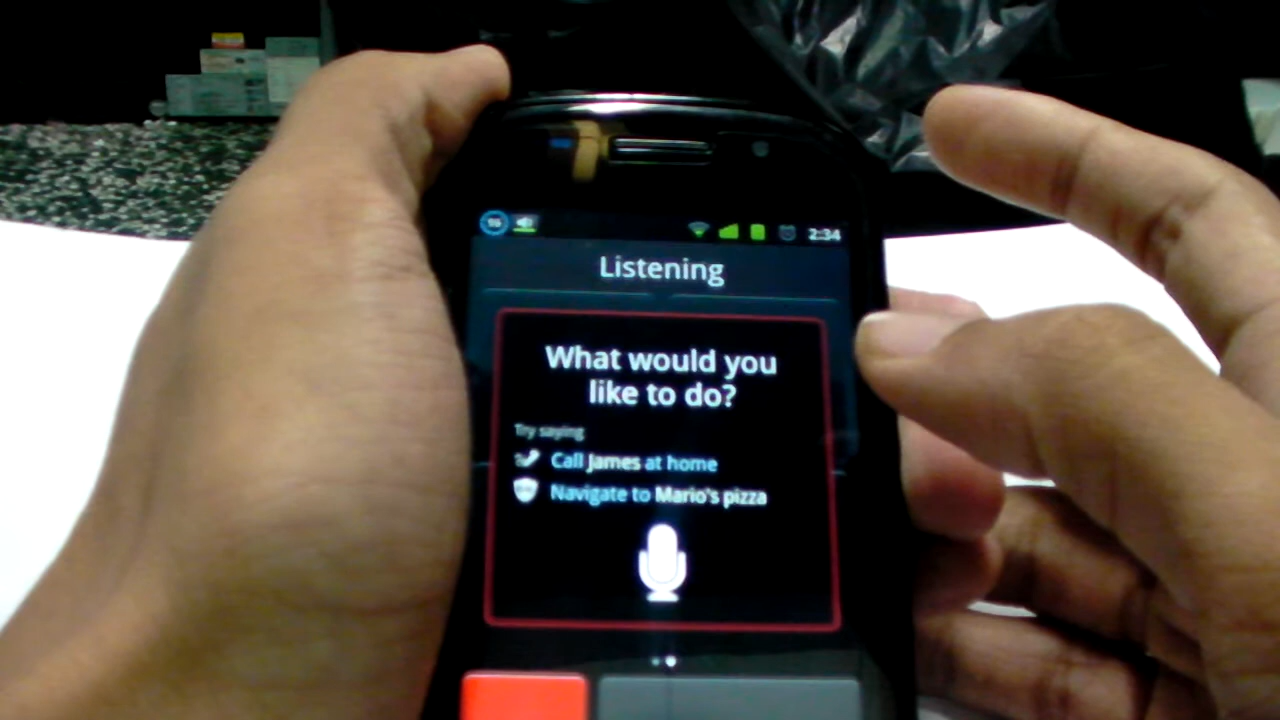 2:34
Listening
What would you
like to do?
Try saying
Call James at home
Navigate to Mario's pizza